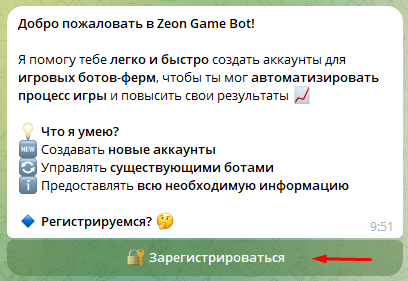 Добро пожаловать в Zeon Game Bot!
Я помогу тебе легко и быстро создать аккаунты для
игровых ботов-ферм, чтобы ты мог автоматизировать
процесс игры и повысить свои результаты 📈
💡 Что я умею?
🆕 Создавать новые аккаунты
🔄 Управлять существующими ботами
ℹ️ Предоставлять всю необходимую информацию
🔹 Регистрируемся? 🤔
9:51
🔐 Зарегистрироваться